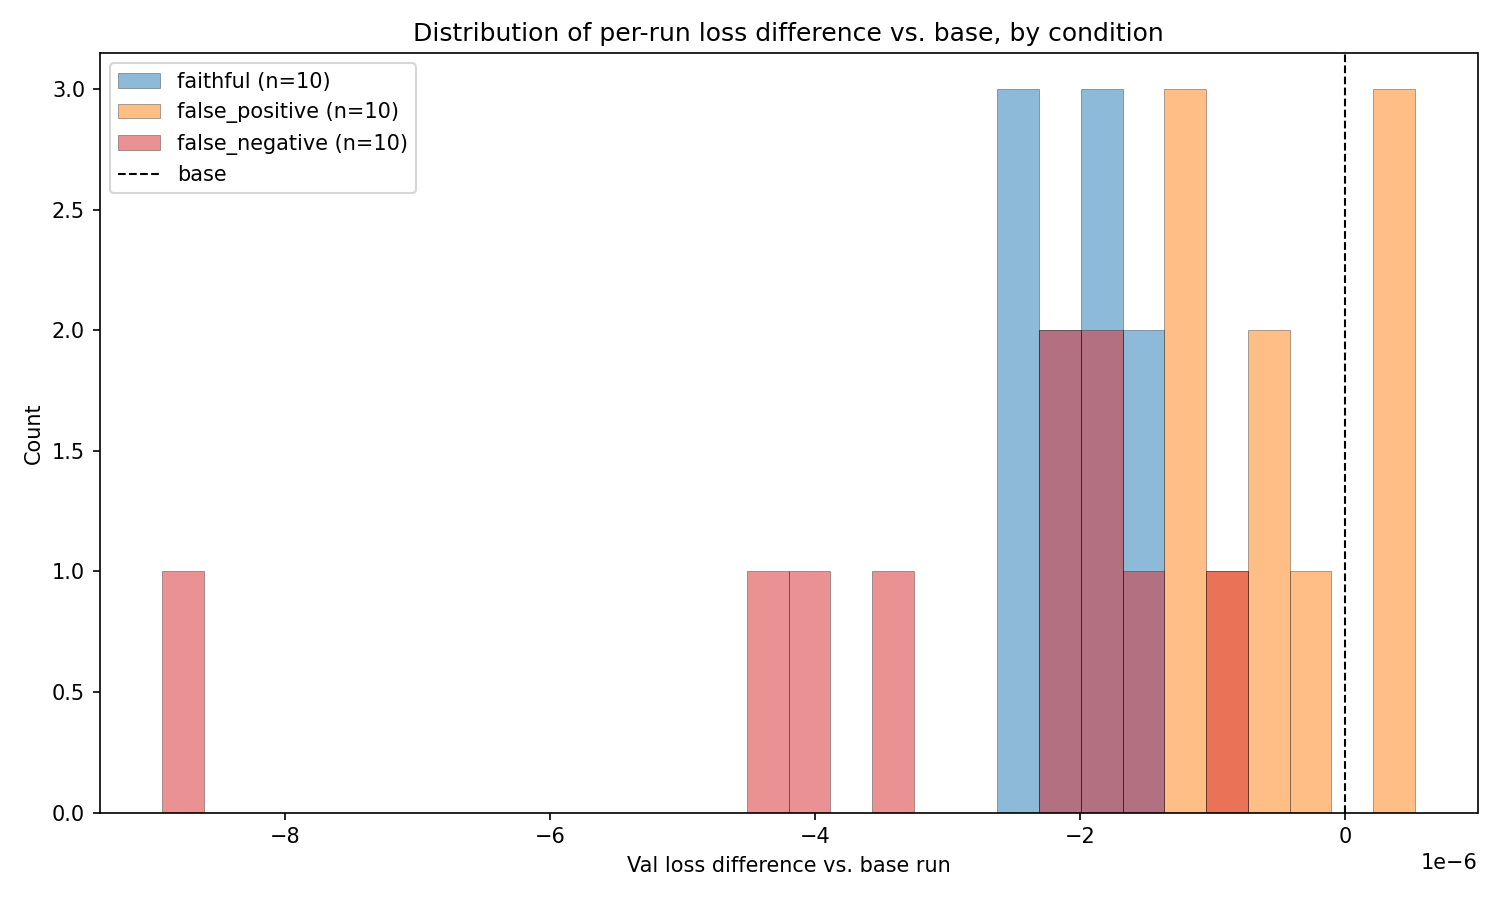 Distribution of per-run loss difference vs. base, by condition
faithful (n=10)
false_positive (n=10)
false_negative (n=10)
base
3.0
2.5
2.0
1.5
1.0
0.5
0.0
Count
−8
−6
−4
−2
0
1e−6
Val loss difference vs. base run